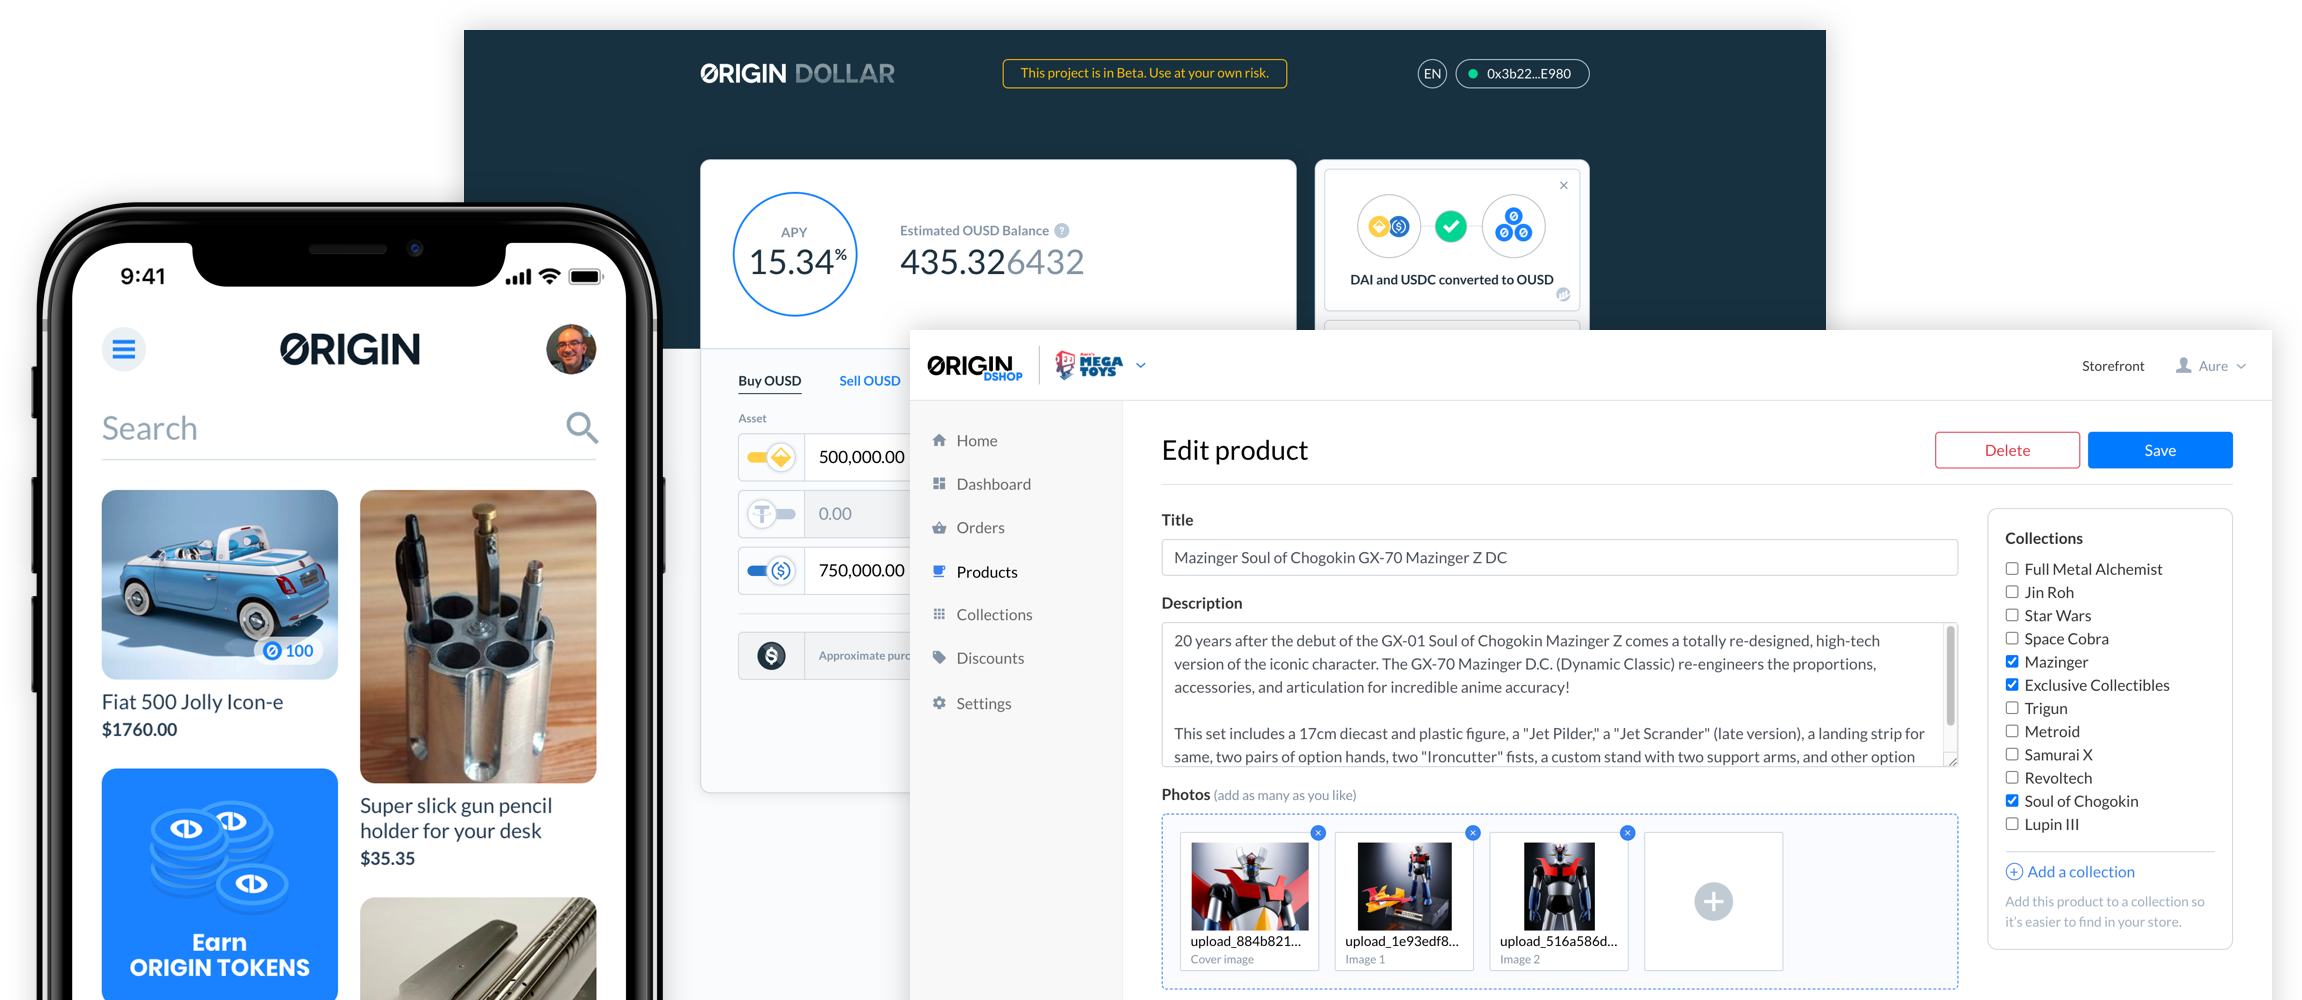 ORIGIN DOLLAR
This project is in Beta. Use at your own risk.
EN
0x3b22...E980
APY
15.34%
Estimated OUSD Balance ?
435.326432
DAI and USDC converted to OUSD
Buy OUSD
Sell OUSD
Asset
500,000.00
0.00
750,000.00
Approximate purc
9:41
ORIGIN
Search
100
Fiat 500 Jolly Icon-e
$1760.00
Super slick gun pencil
holder for your desk
$35.35
Earn
ORIGIN TOKENS
ORIGIN
DSHOP
MEGA
TOYS
Storefront
Aure
Home
Dashboard
Orders
Products
Collections
Discounts
Settings
Edit product
Delete
Save
Title
Mazinger Soul of Chogokin GX-70 Mazinger Z DC
Description
20 years after the debut of the GX-01 Soul of Chogokin Mazinger Z comes a totally re-designed, high-tech
version of the iconic character. The GX-70 Mazinger D.C. (Dynamic Classic) re-engineers the proportions,
accessories, and articulation for incredible anime accuracy!
This set includes a 17cm diecast and plastic figure, a "Jet Pilder," a "Jet Scrander" (late version), a landing strip for
same, two pairs of option hands, two "Ironcutter" fists, a custom stand with two support arms, and other option
Photos (add as many as you like)
upload_884b821...
Cover image
upload_1e93edf8...
Image 1
upload_516a586d...
Image 2
Collections
Full Metal Alchemist
Jin Roh
Star Wars
Space Cobra
Mazinger
Exclusive Collectibles
Trigun
Metroid
Samurai X
Revoltech
Soul of Chogokin
Lupin III
Add a collection
Add this product to a collection so
it's easier to find in your store.